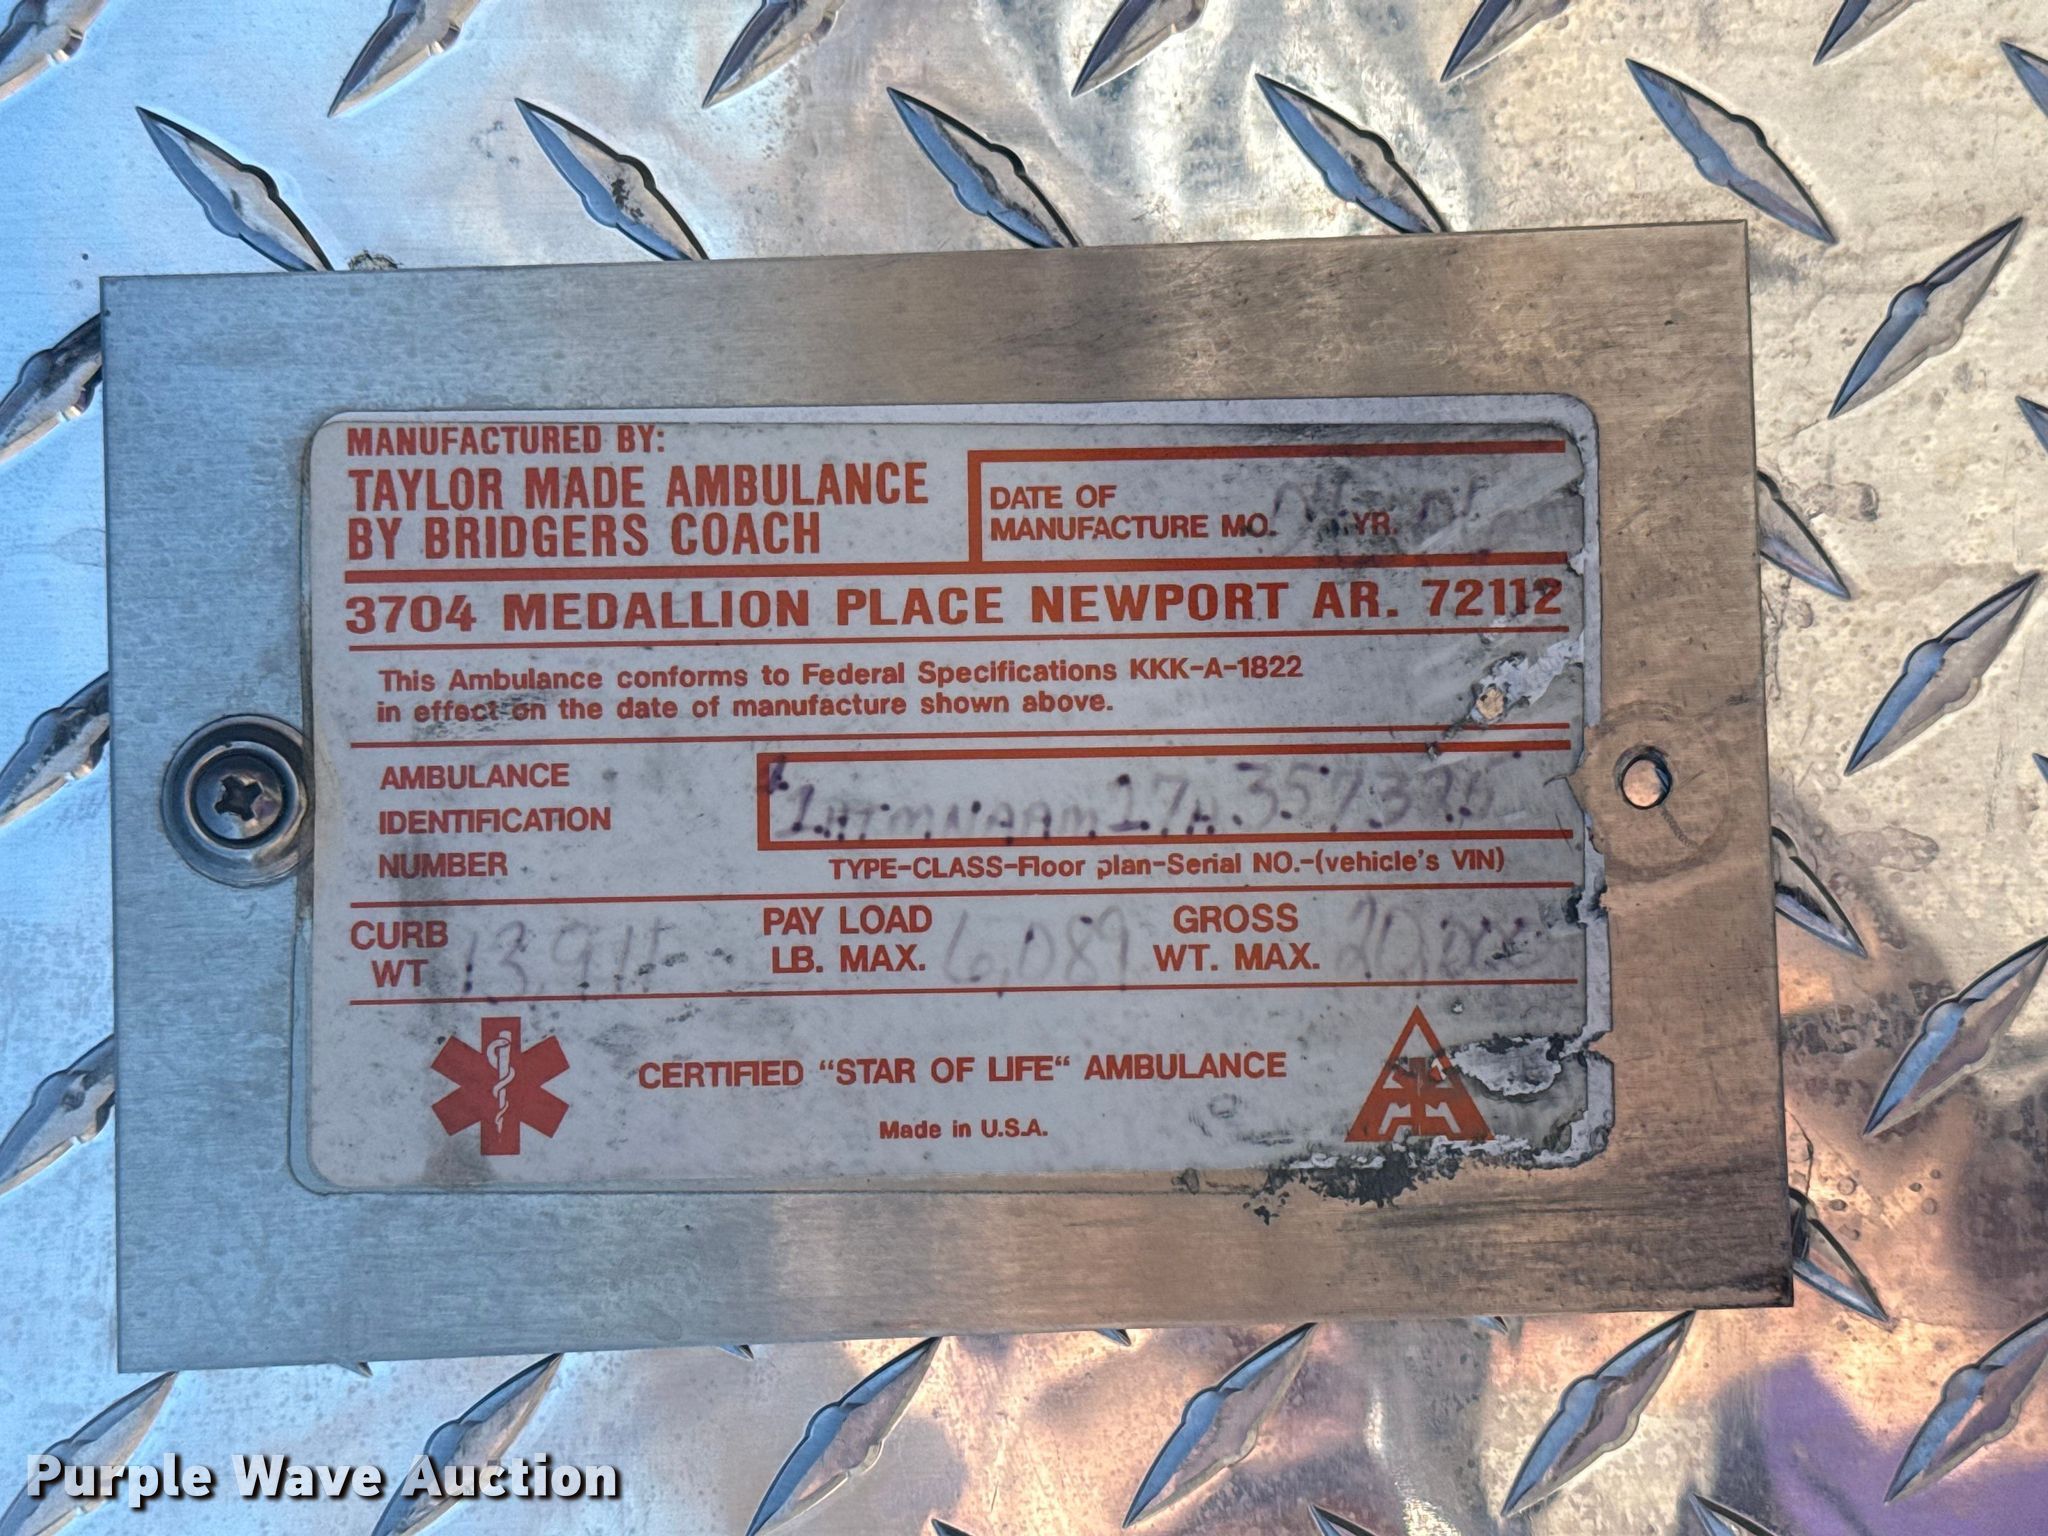 MANUFACTURED BY:
TAYLOR MADE AMBULANCE
BY BRIDGERS COACH
DATE OF
MANUFACTURE MO. YR.
3704 MEDALLION PLACE NEWPORT AR. 72112
This Ambulance conforms to Federal Specifications KKK-A-1822
in effect on the date of manufacture shown above.
AMBULANCE
IDENTIFICATION
NUMBER
TYPE-CLASS-Floor plan-Serial NO.-(vehicle's VIN)
CURB
WT
PAY LOAD
LB. MAX. 6,089
GROSS
WT. MAX. 20,000
CERTIFIED "STAR OF LIFE" AMBULANCE
Made in U.S.A.
Purple Wave Auction